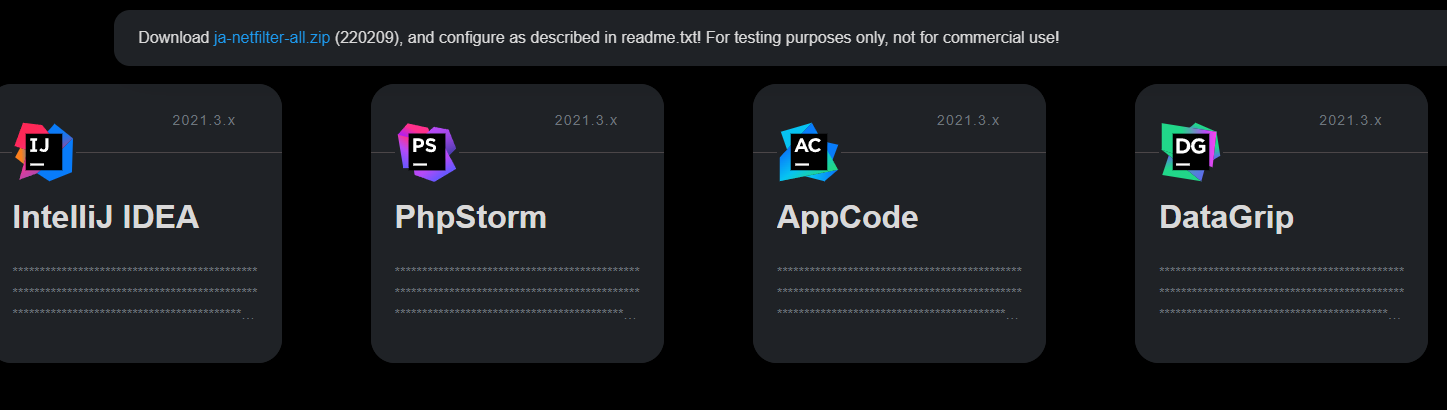 Download ja-netfilter-all.zip (220209), and configure as described in readme.txt! For testing purposes only, not for commercial use!
2021.3.x
IJ
IntelliJ IDEA
2021.3.x
PS
PhpStorm
2021.3.x
AC
AppCode
2021.3.x
DG
DataGrip